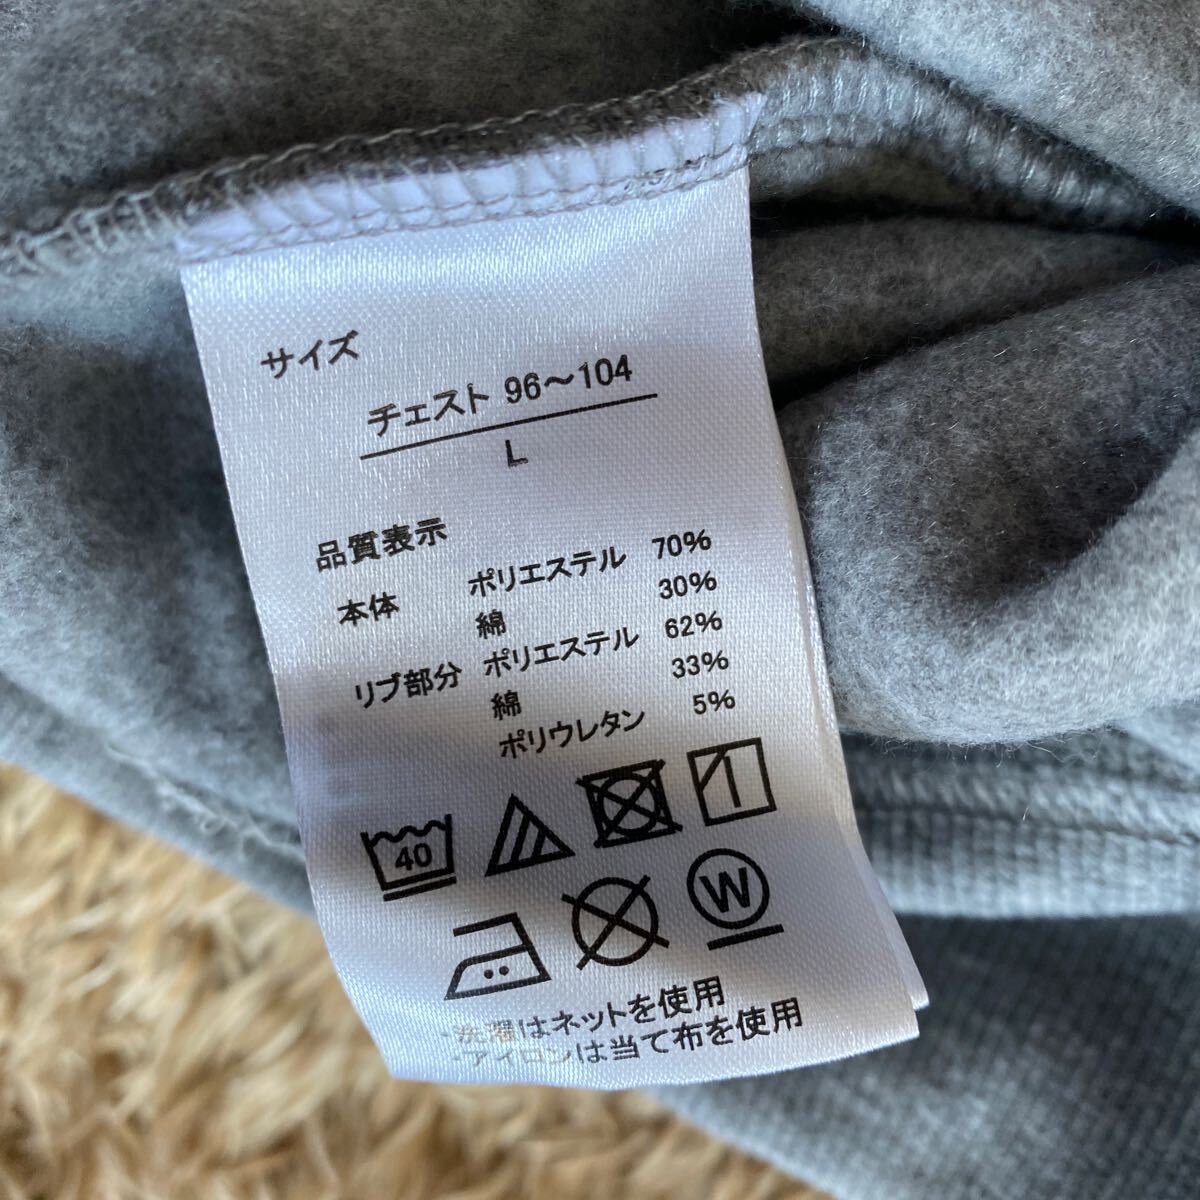 サイズ
チェスト 96～104
L
品質表示
本体 ポリエステル 70%
綿 30%
リブ部分 ポリエステル 62%
綿 33%
ポリウレタン 5%
40
W
・洗濯はネットを使用
・アイロンは当て布を使用